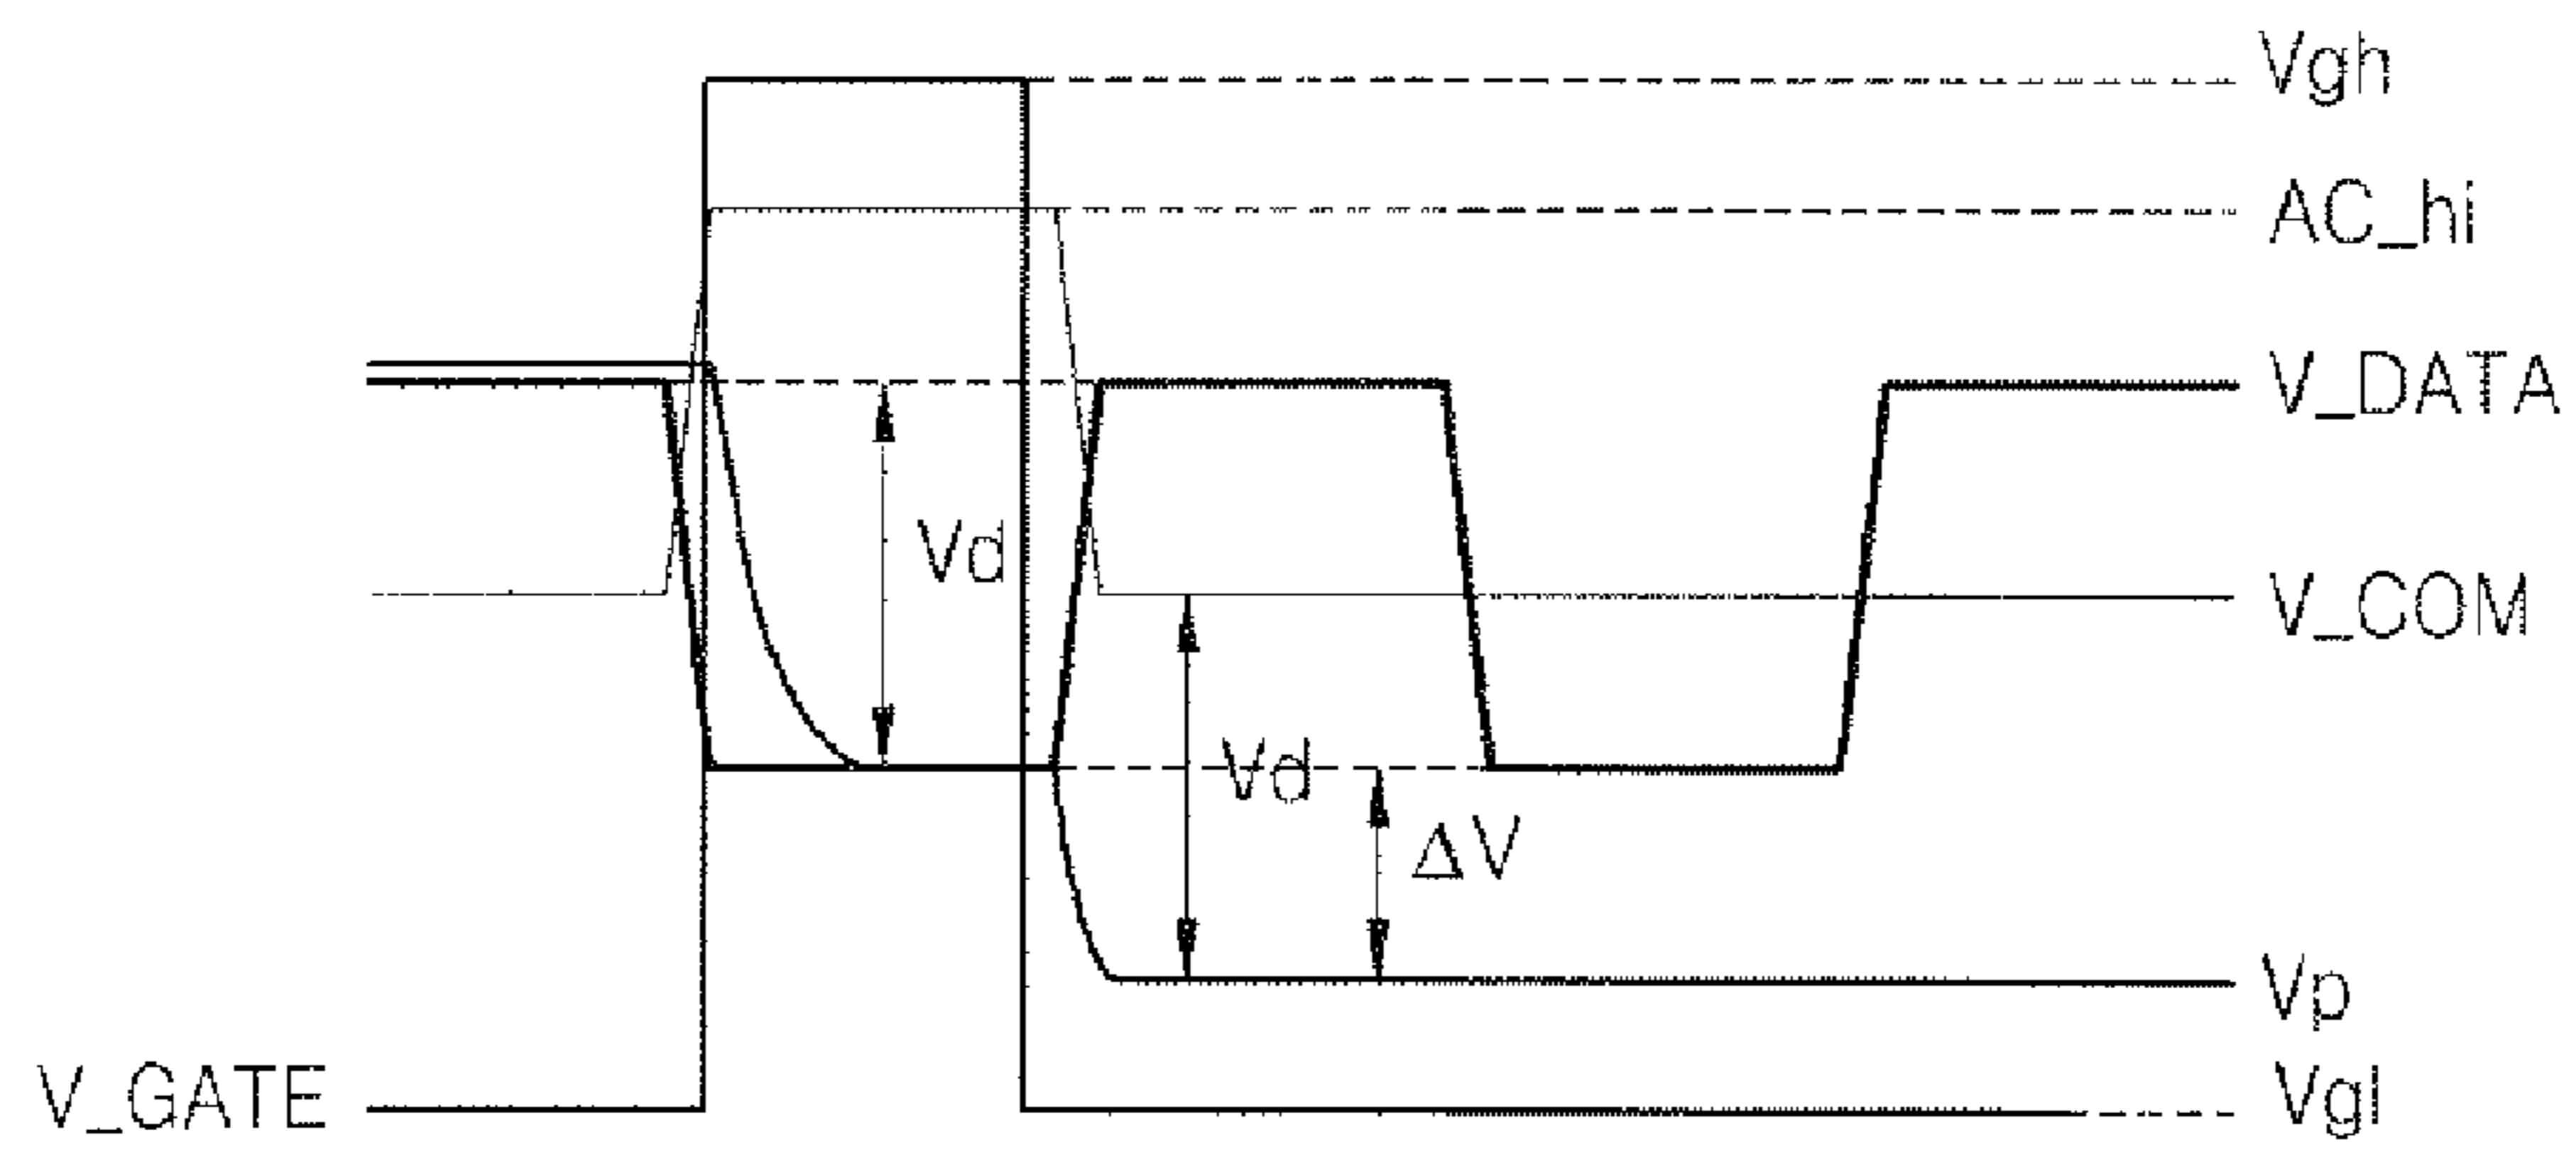 Vgh
AC_hi
V_DATA
Vd
V_COM
Vd
ΔV
Vp
V_GATE
Vgl